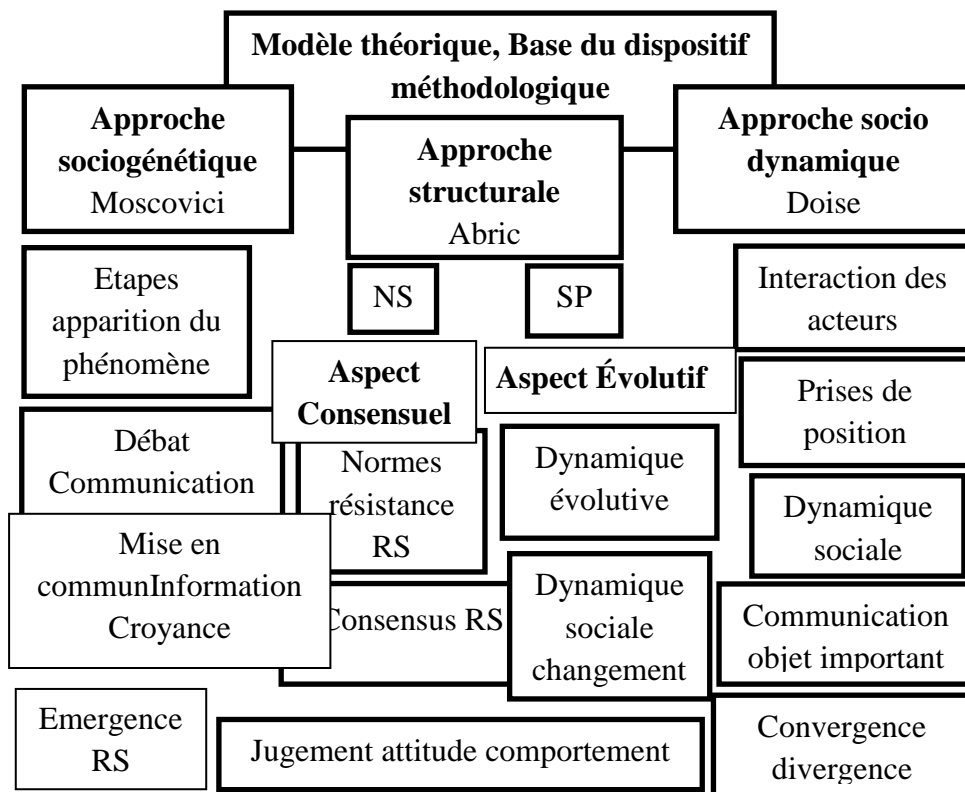 Modèle théorique, Base du dispositif
méthodologique
Approche
sociogénétique
Moscovici
Approche
structurale
Abric
Approche socio
dynamique
Doise
Etapes
apparition du
phénomène
NS
SP
Interaction des
acteurs
Aspect
Consensuel
Aspect Évolutif
Prises de
position
Débat
Communication
Normes
résistance
RS
Dynamique
évolutive
Dynamique
sociale
Mise en
communInformation
Croyance
Consensus RS
Dynamique
sociale
changement
Communication
objet important
Emergence
RS
Jugement attitude comportement
Convergence
divergence